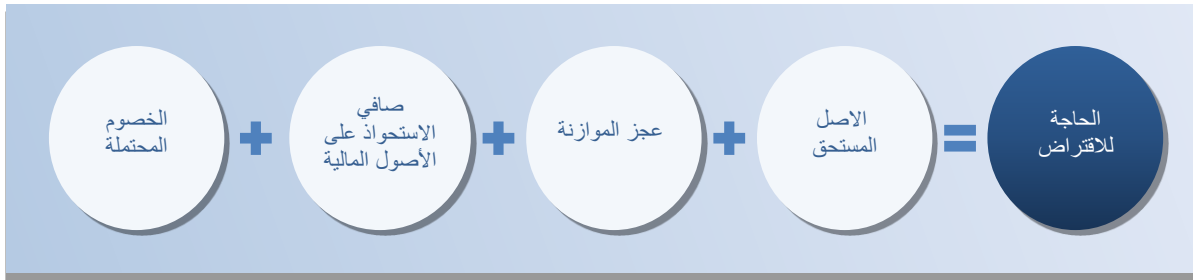 الحاجة
للاقتراض
=
الاصل
المستحق
+
عجز الموازنة
+
صافي
الاستحواذ على
الأصول المالية
+
الخصوم
المحتملة